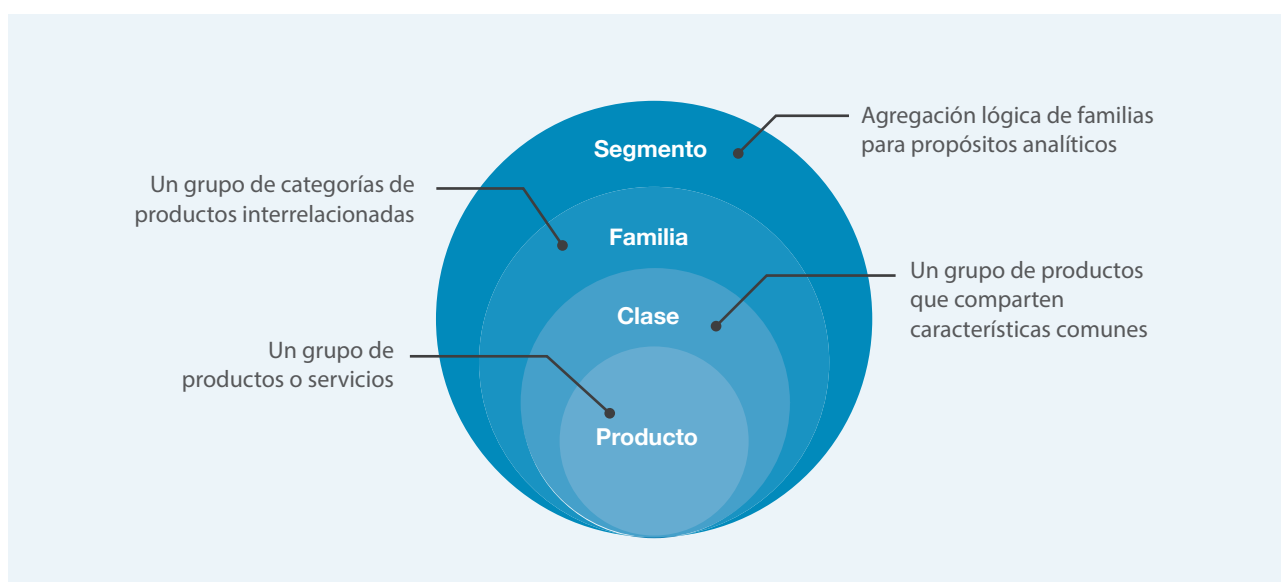 Segmento
Agregación lógica de familias
para propósitos analíticos
Un grupo de categorías de
productos interrelacionadas
Familia
Clase
Un grupo de productos
que comparten
características comunes
Un grupo de
productos o servicios
Producto